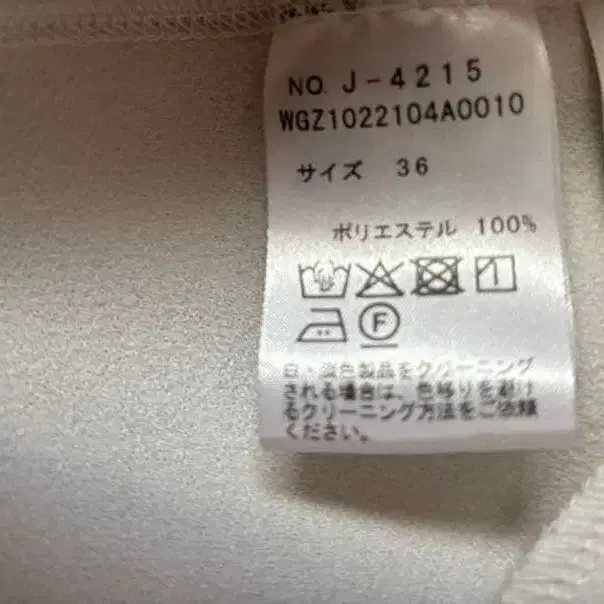 NO. J-4215
WGZ1022104A0010
サイズ 36
ポリエステル 100%
F
白・淡色製品をクリーニング
される場合は、色移りを避け
るクリーニング方法をご依頼
ください。